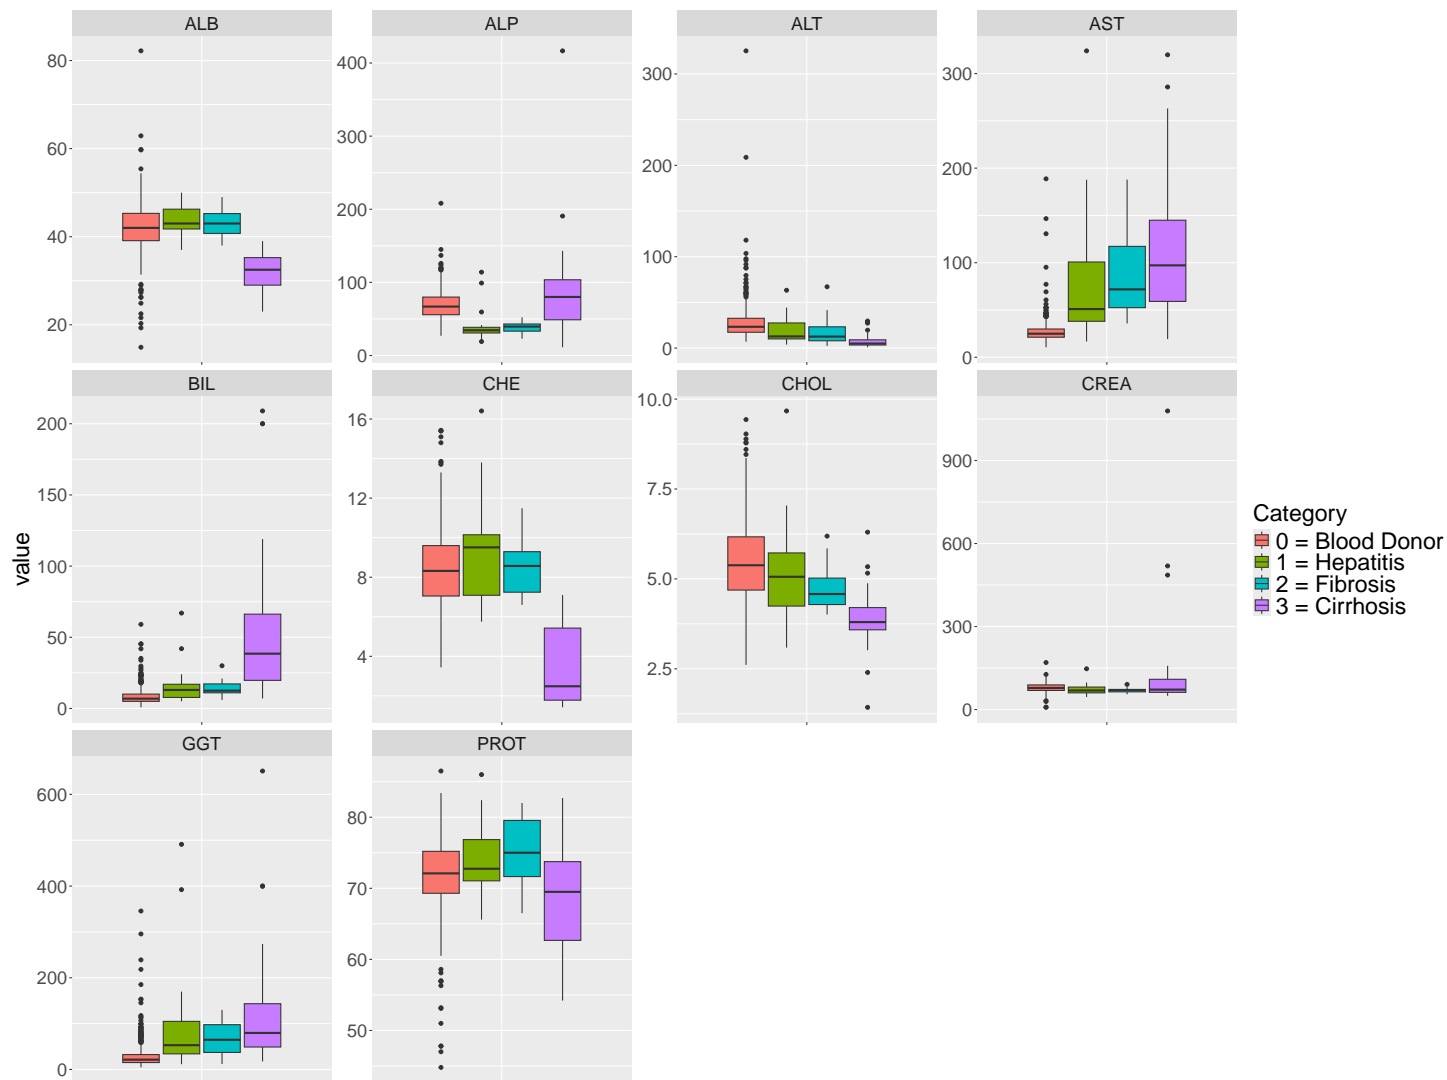 ALB
ALP
ALT
AST
80
60
40
20
400
300
200
100
0
300
200
100
0
300
200
100
0
BIL
CHE
CHOL
CREA
200
150
100
50
0
16
12
8
4
10.0
7.5
5.0
2.5
900
600
300
0
value
Category
0 = Blood Donor
1 = Hepatitis
2 = Fibrosis
3 = Cirrhosis
GGT
PROT
600
400
200
0
80
70
60
50